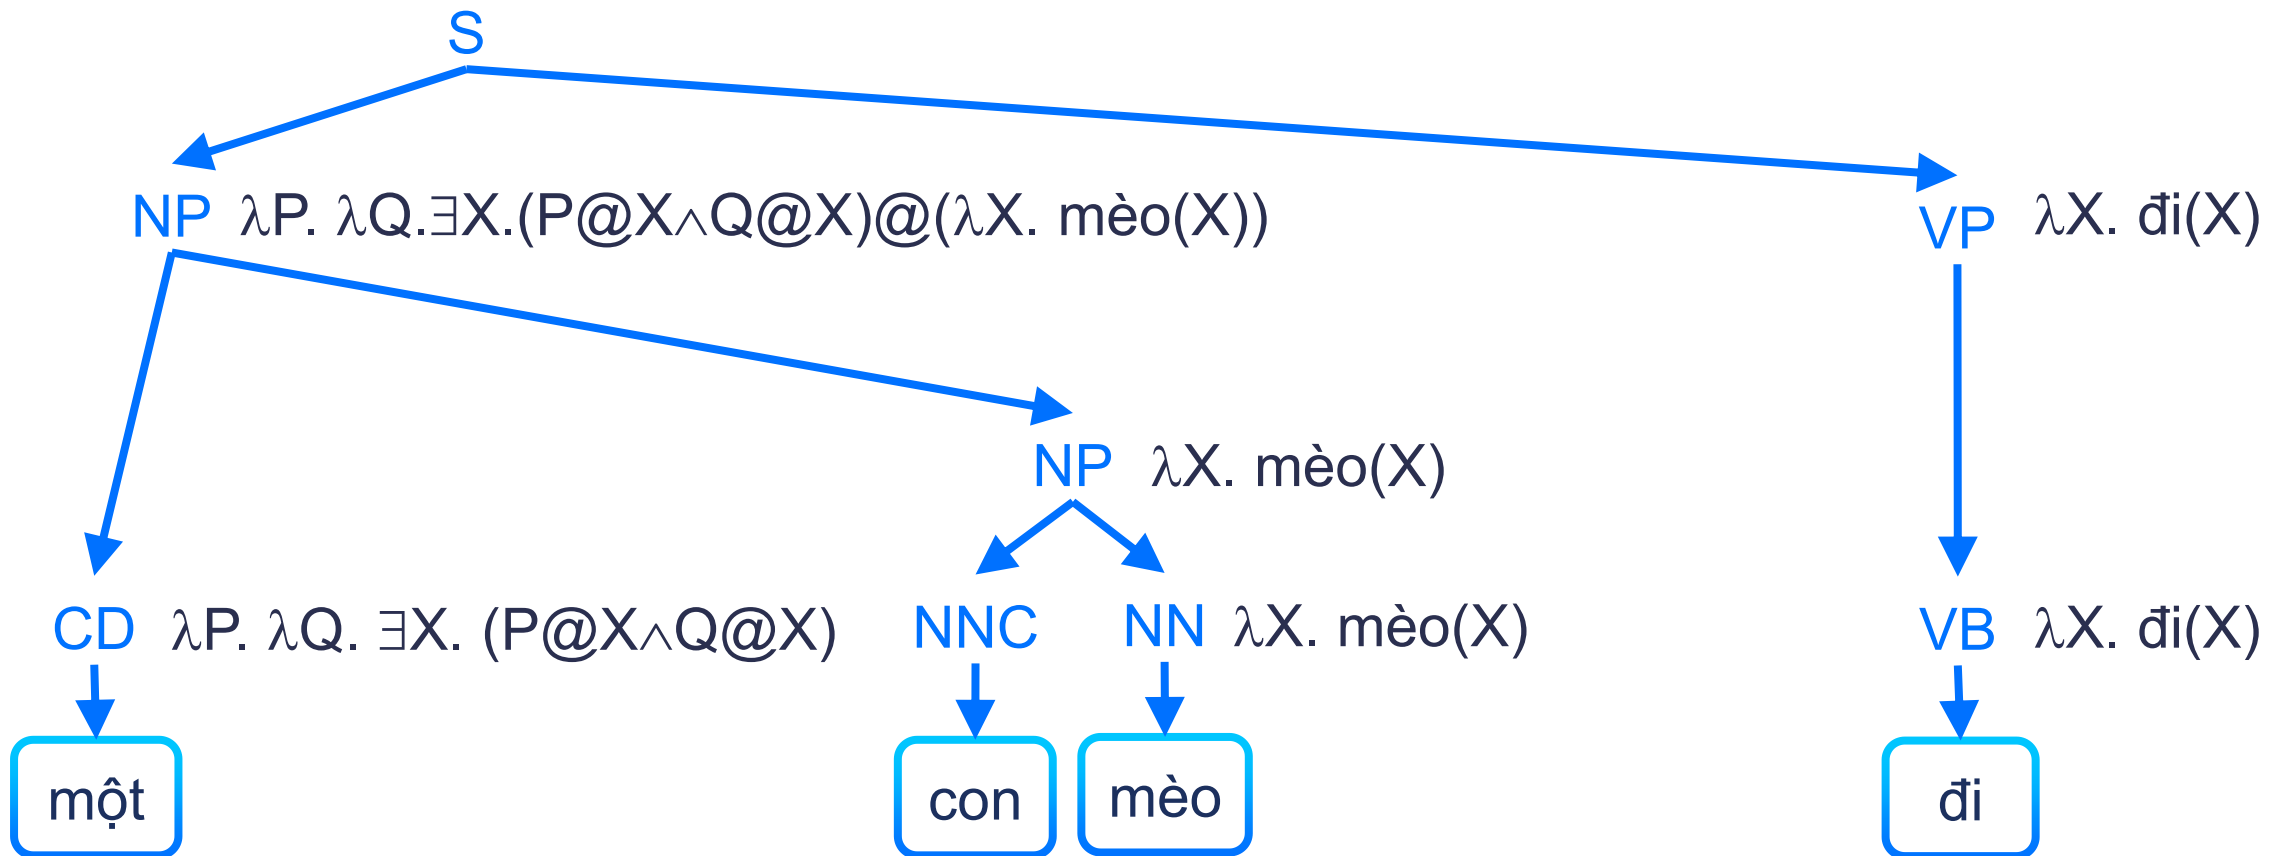 S
NP λP. λQ.∃X.(P@X∧Q@X)@(λX. mèo(X))
VP λX. đi(X)
NP λX. mèo(X)
CD λP. λQ. ∃X. (P@X∧Q@X)
NNC
NN λX. mèo(X)
VB λX. đi(X)
một
con
mèo
đi